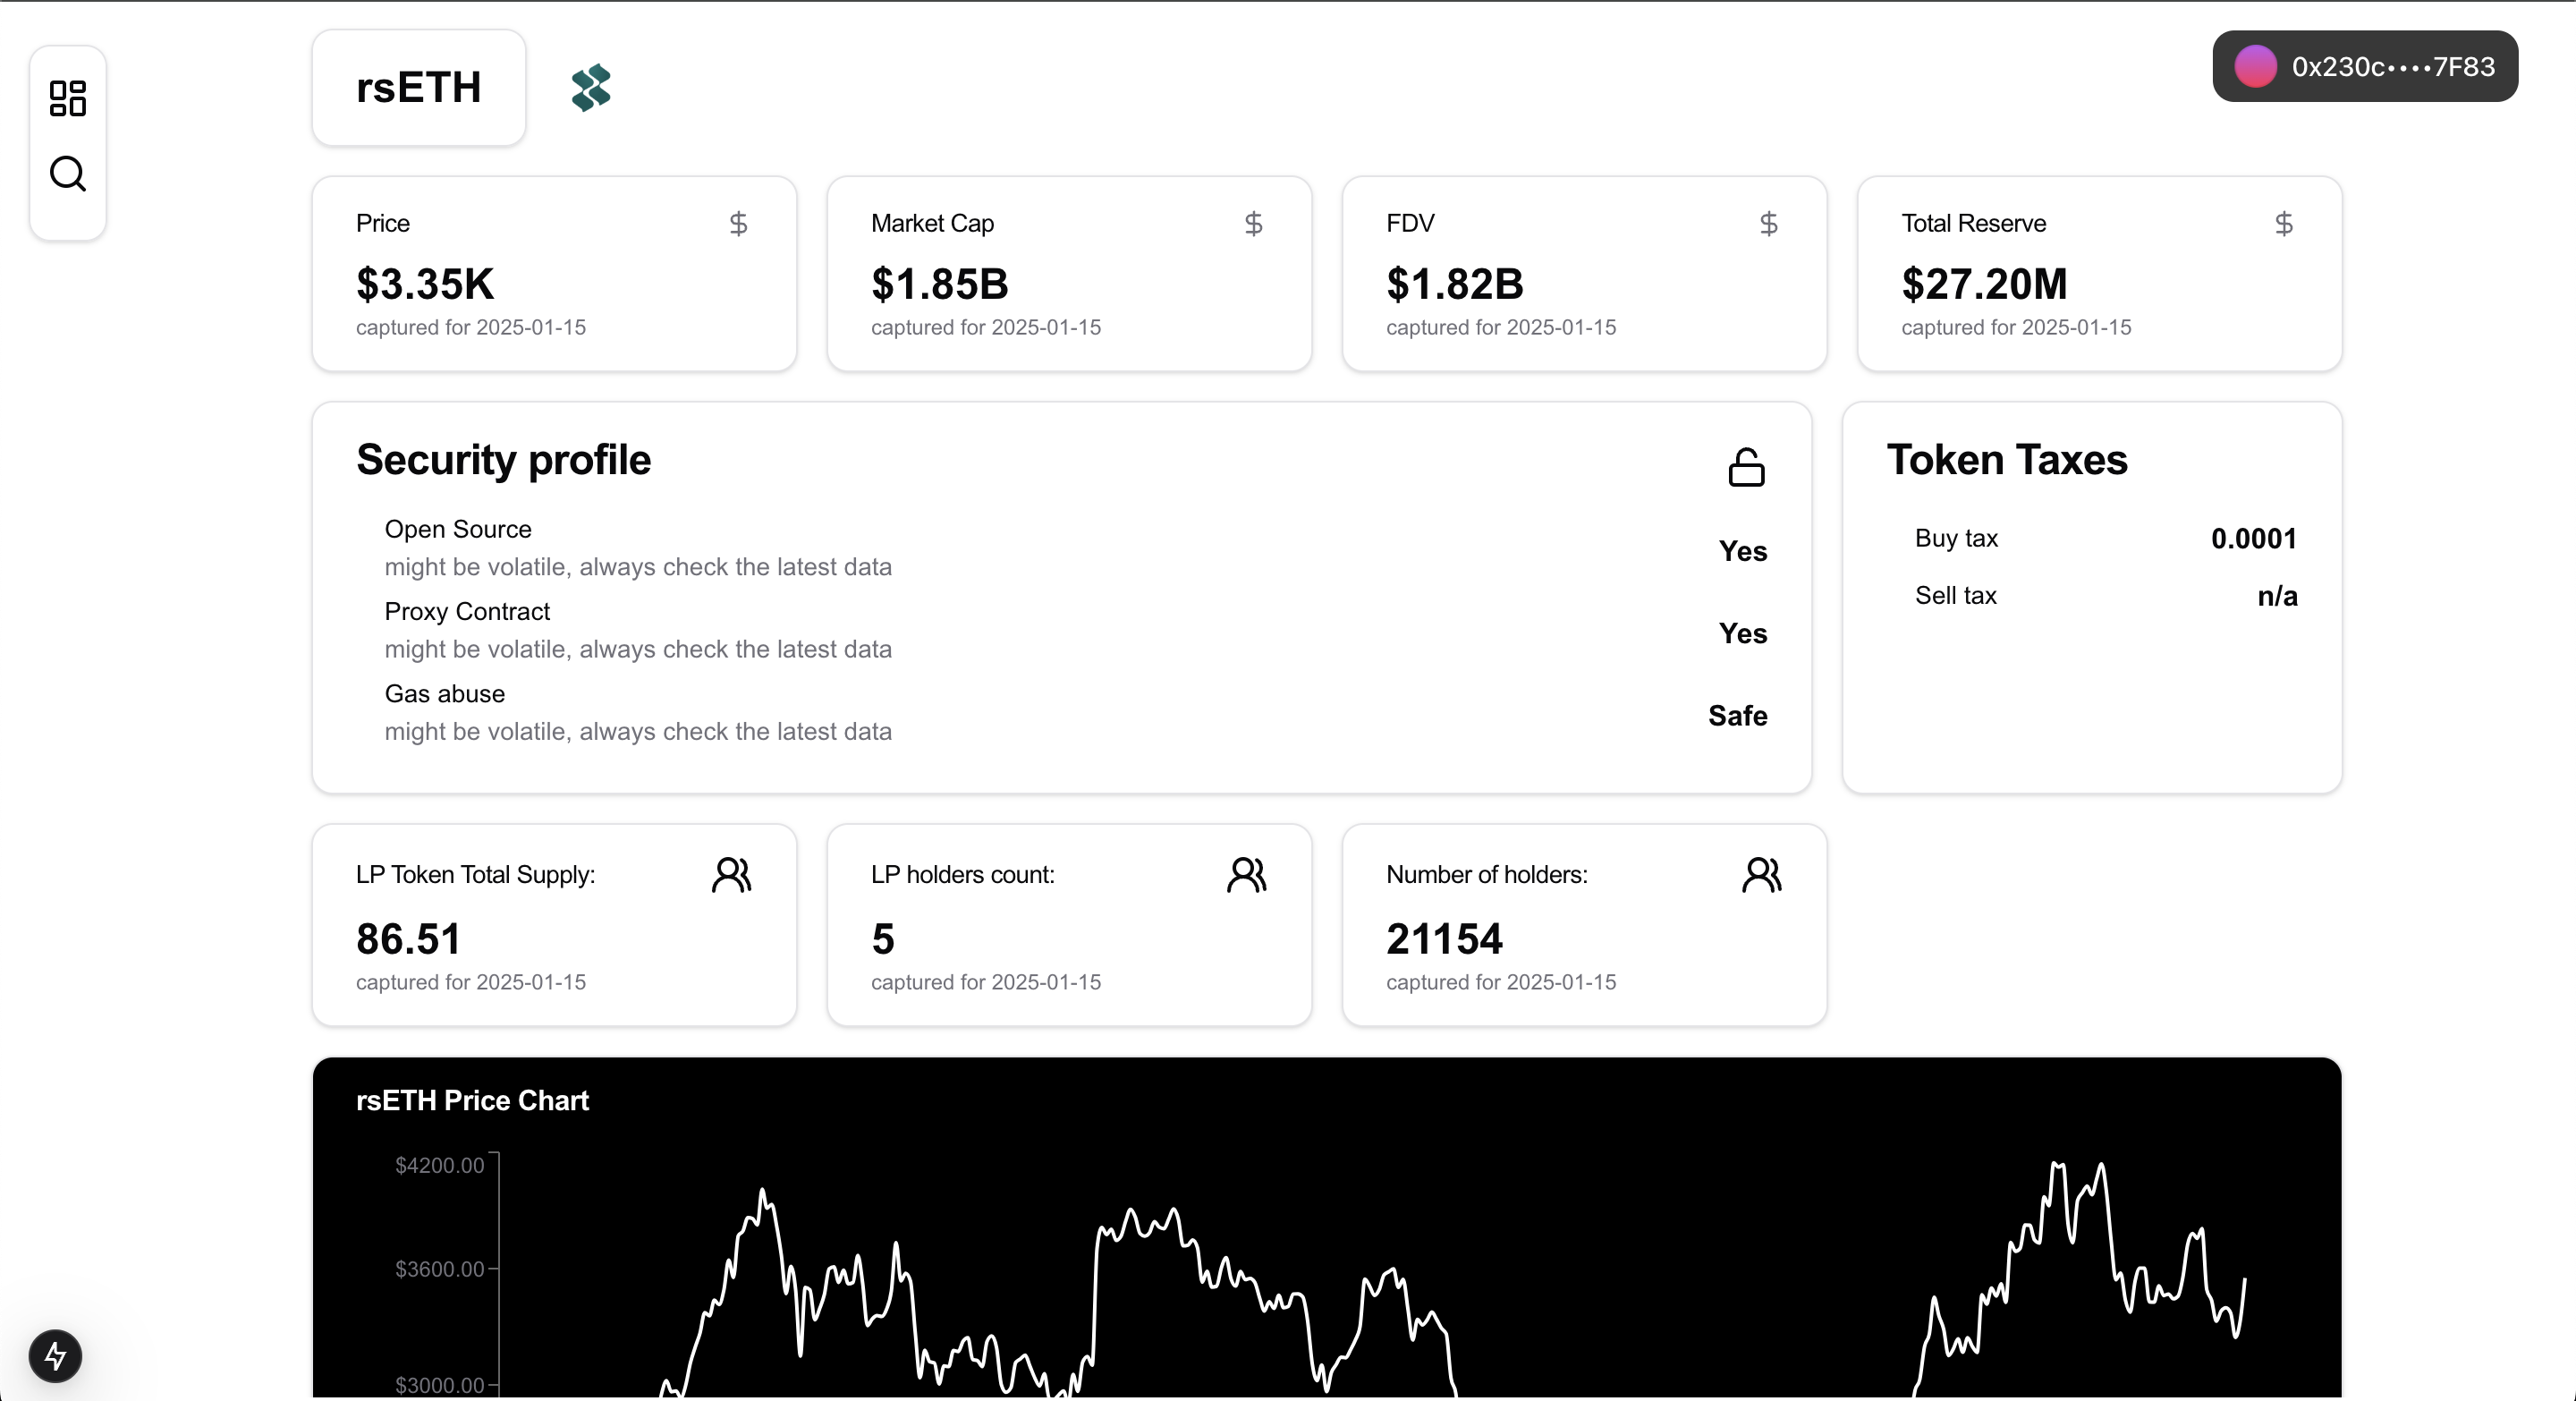 rsETH
0x230c••••7F83
Price
$3.35K
captured for 2025-01-15
Market Cap
$1.85B
captured for 2025-01-15
FDV
$1.82B
captured for 2025-01-15
Total Reserve
$27.20M
captured for 2025-01-15
Security profile
Open Source
might be volatile, always check the latest data
Yes
Proxy Contract
might be volatile, always check the latest data
Yes
Gas abuse
might be volatile, always check the latest data
Safe
Token Taxes
Buy tax 0.0001
Sell tax n/a
LP Token Total Supply:
86.51
captured for 2025-01-15
LP holders count:
5
captured for 2025-01-15
Number of holders:
21154
captured for 2025-01-15
rsETH Price Chart
$4200.00
$3600.00
$3000.00